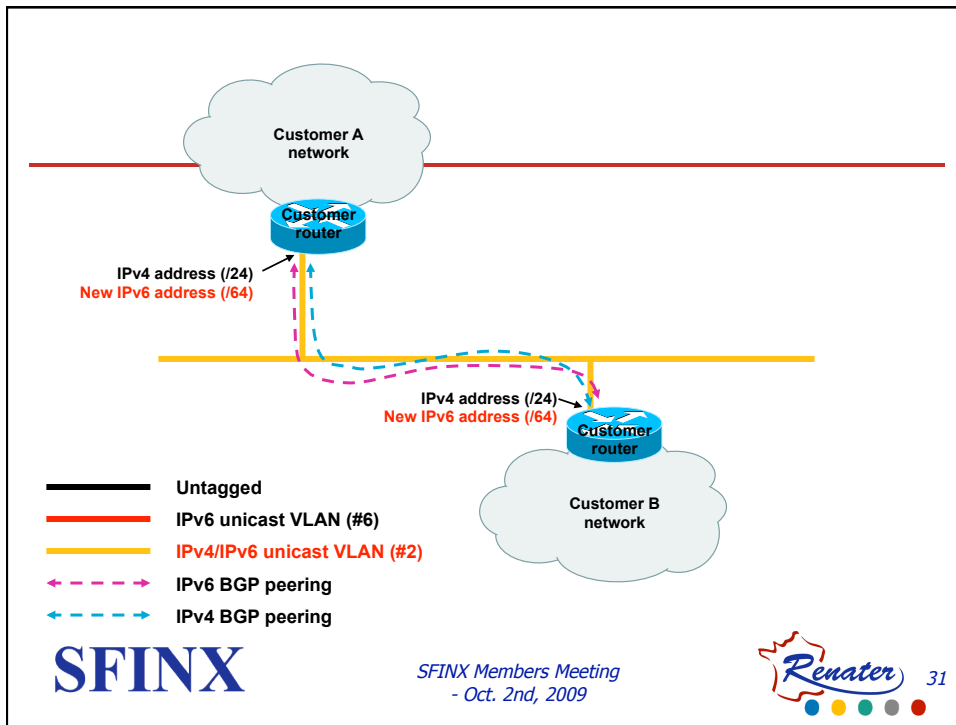 Customer A
network
Customer
router
IPv4 address (/24)
New IPv6 address (/64)
IPv4 address (/24)
New IPv6 address (/64)
Customer
router
Customer B
network
Untagged
IPv6 unicast VLAN (#6)
IPv4/IPv6 unicast VLAN (#2)
IPv6 BGP peering
IPv4 BGP peering
SFINX
SFINX Members Meeting
- Oct. 2nd, 2009
Renater
31